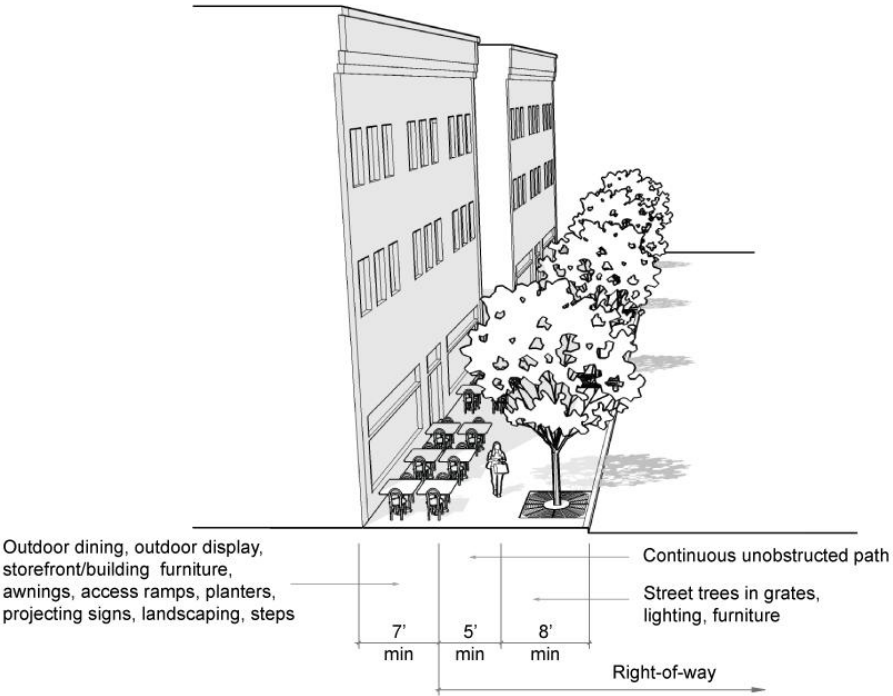 Outdoor dining, outdoor display,
storefront/building furniture,
awnings, access ramps, planters,
projecting signs, landscaping, steps
Continuous unobstructed path
Street trees in grates,
lighting, furniture
7' 5' 8'
min min min
Right-of-way